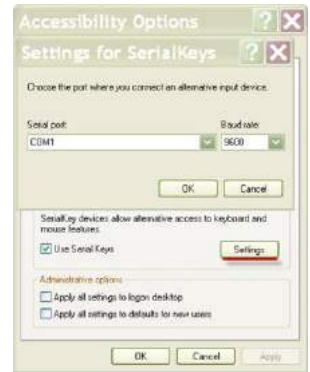 Accessibility Options
Settings for SerialKeys
Choose the port where you connect an alternative input device.
Serial port: Baud rate:
COM1 9600
OK Cancel
SerialKey devices allow alternative access to keyboard and
mouse features.
Use Serial Keys Settings
Administrative options
Apply all settings to logon desktop
Apply all settings to defaults for new users
OK Cancel Apply